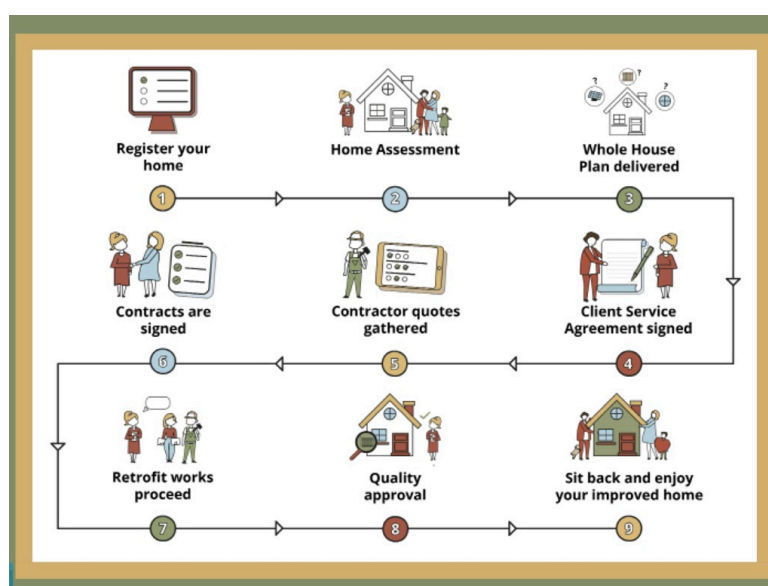 Register your
home
1
Home Assessment
2
? ? ?
Whole House
Plan delivered
3
Client Service
Agreement signed
4
Contractor quotes
gathered
5
Contracts are
signed
6
Retrofit works
proceed
7
Quality
approval
8
Sit back and enjoy
your improved home
9